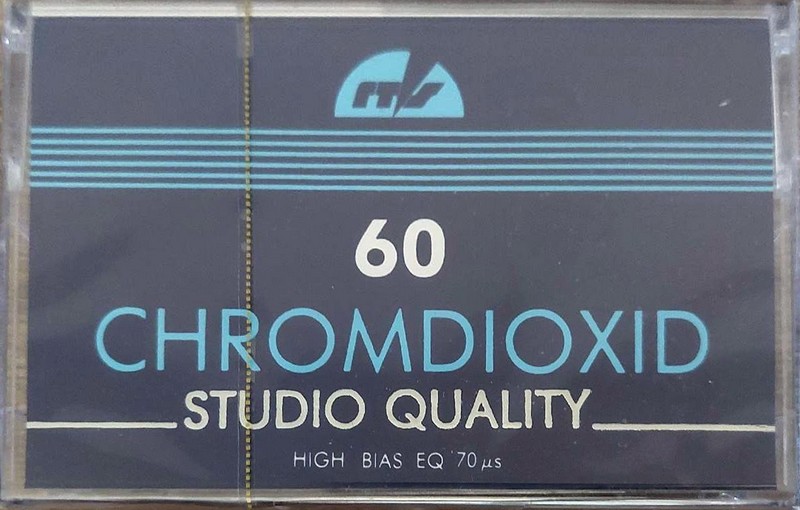 60
CHROMDIOXID
STUDIO QUALITY
HIGH BIAS EQ 70 µs